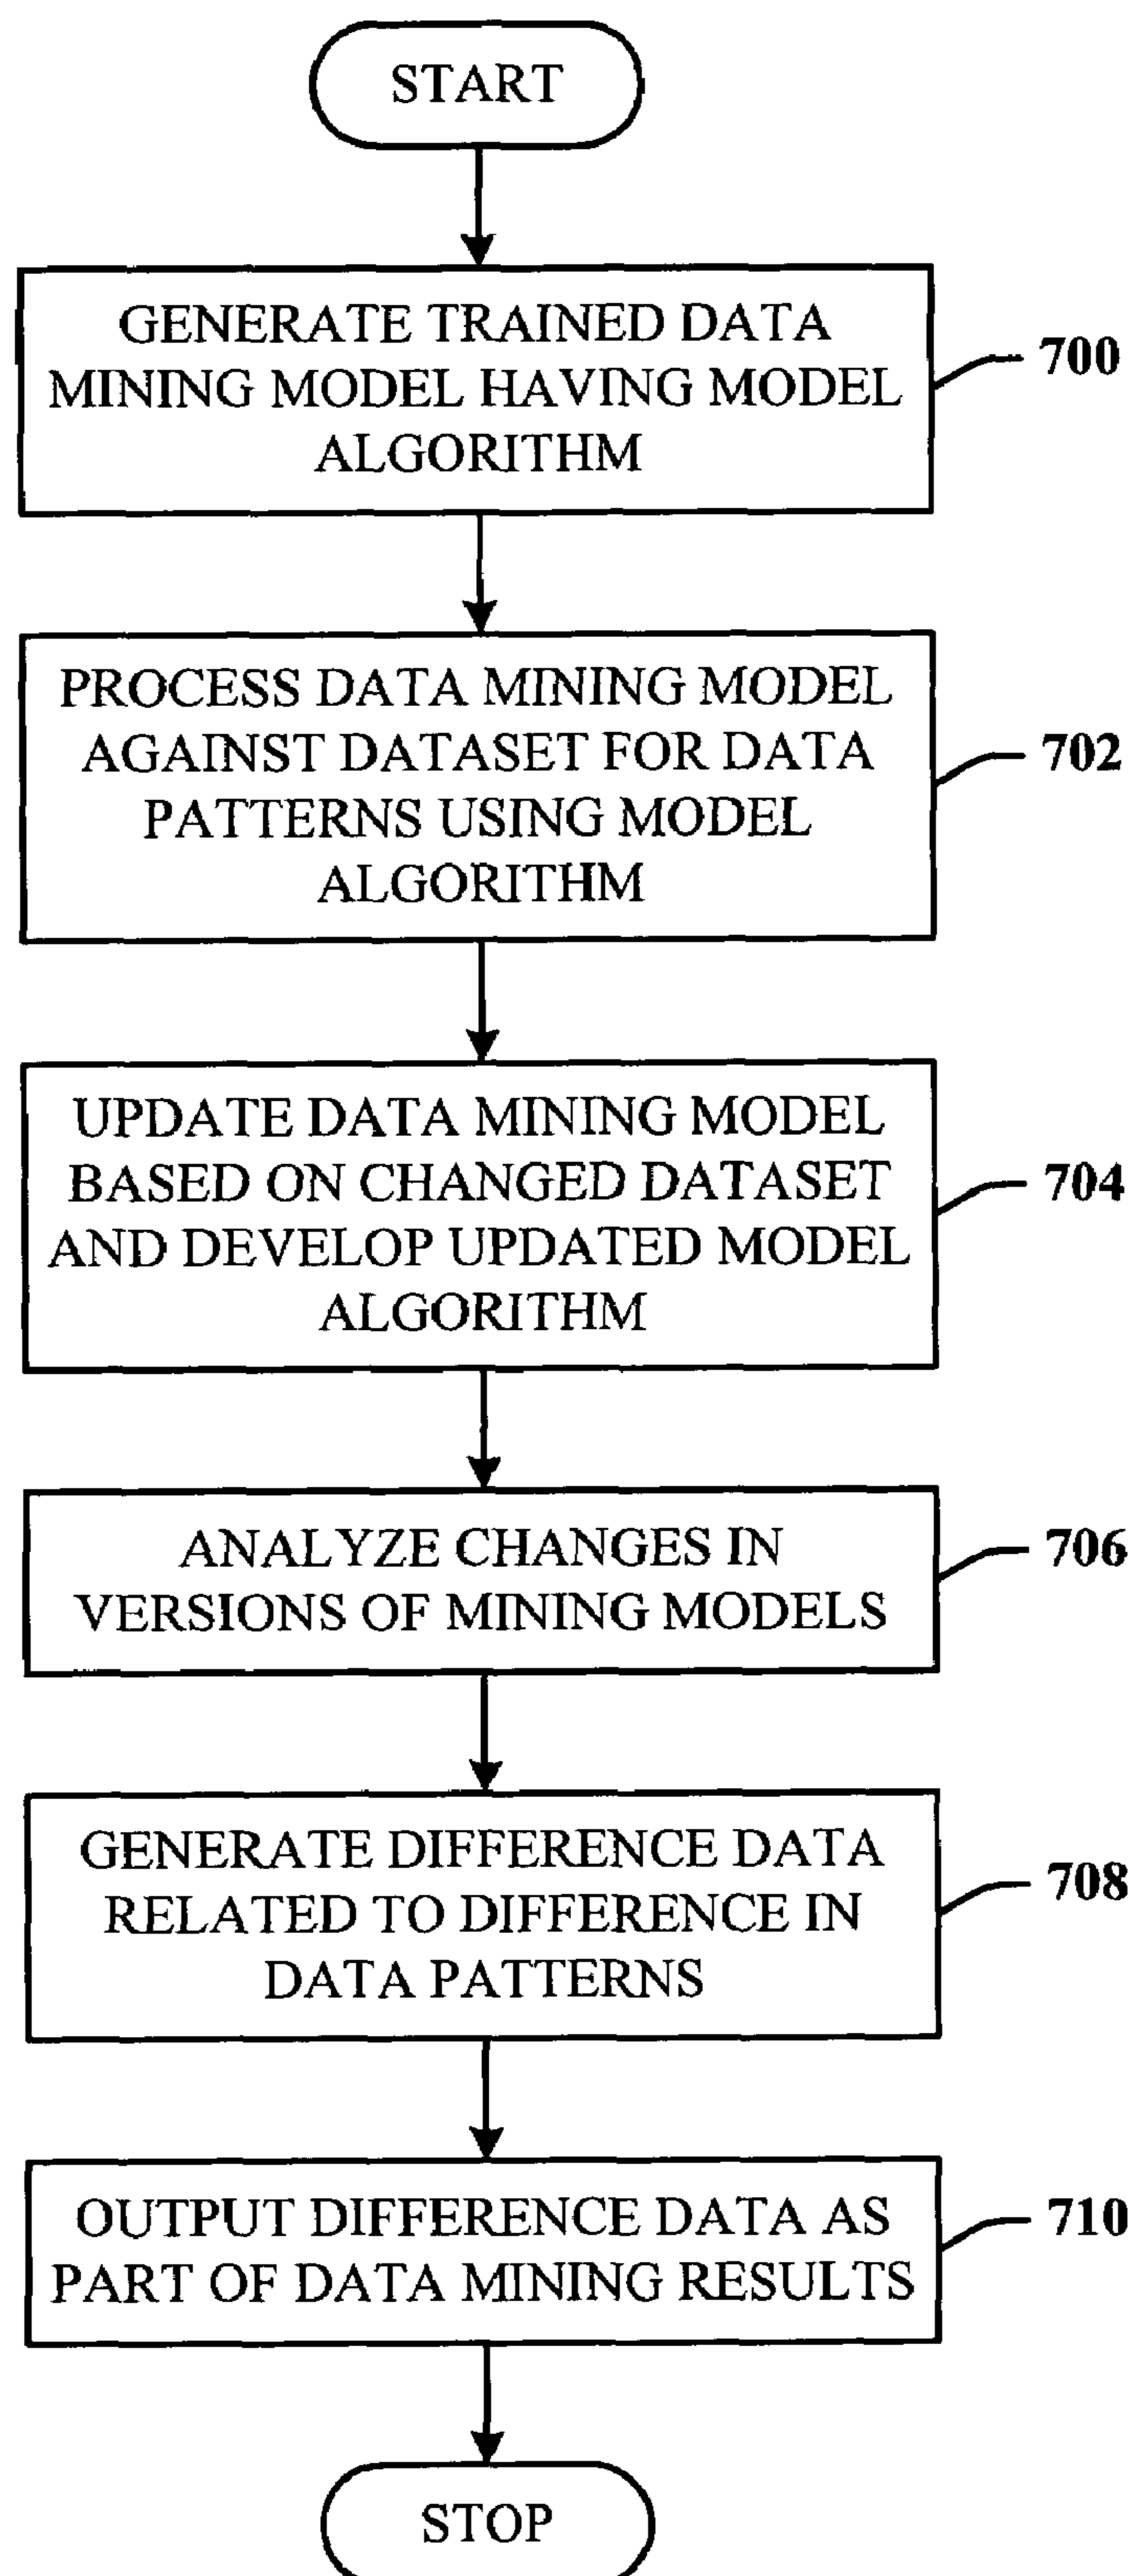 START
GENERATE TRAINED DATA
MINING MODEL HAVING MODEL
ALGORITHM
700
PROCESS DATA MINING MODEL
AGAINST DATASET FOR DATA
PATTERNS USING MODEL
ALGORITHM
702
UPDATE DATA MINING MODEL
BASED ON CHANGED DATASET
AND DEVELOP UPDATED MODEL
ALGORITHM
704
ANALYZE CHANGES IN
VERSIONS OF MINING MODELS
706
GENERATE DIFFERENCE DATA
RELATED TO DIFFERENCE IN
DATA PATTERNS
708
OUTPUT DIFFERENCE DATA AS
PART OF DATA MINING RESULTS
710
STOP